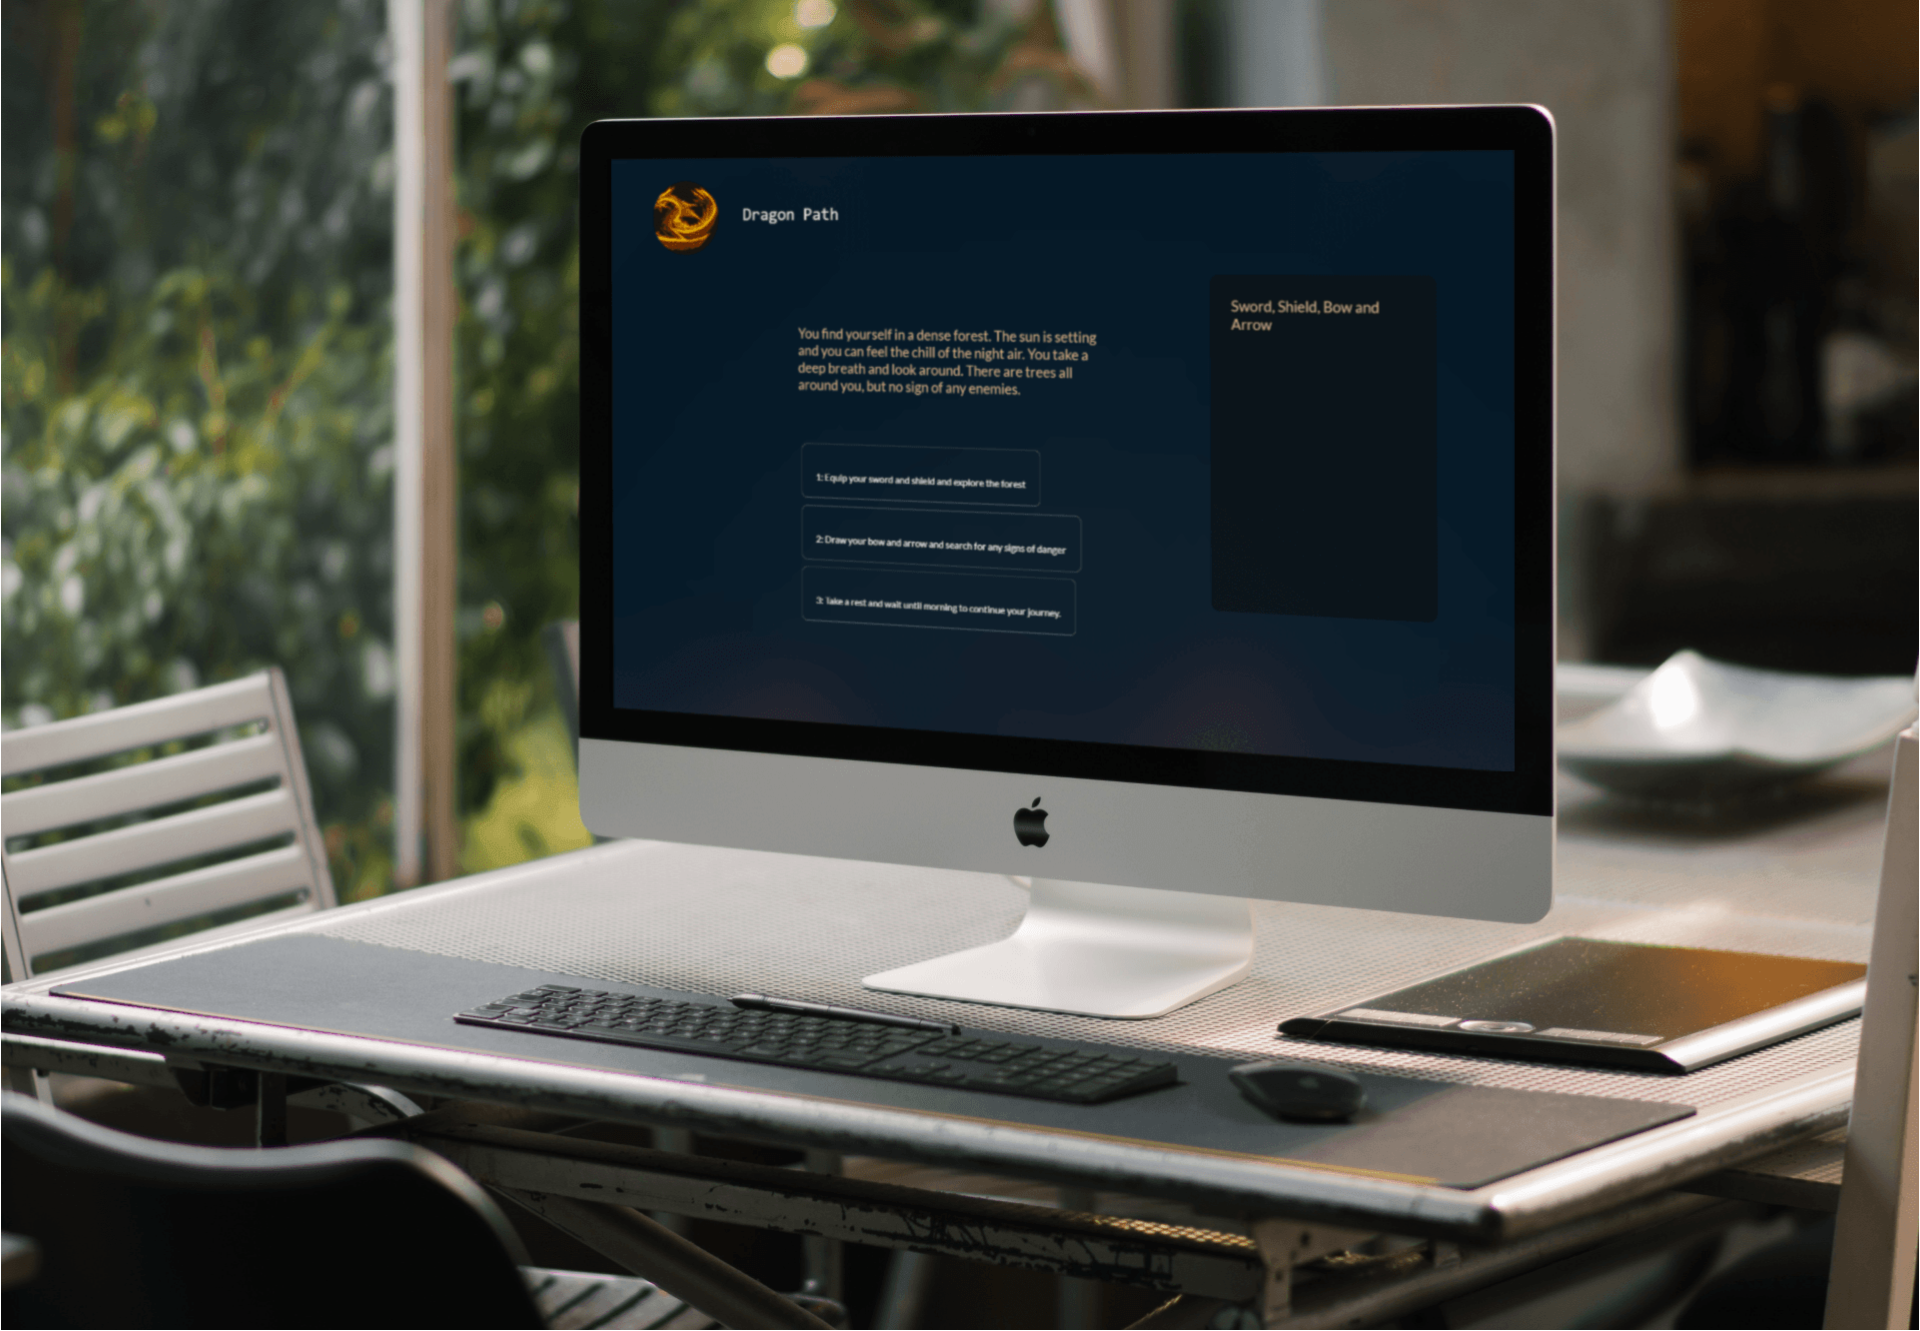 Dragon Path
You find yourself in a dense forest. The sun is setting
and you can feel the chill of the night air. You take a
deep breath and look around. There are trees all
around you, but no sign of any enemies.
1: Equip your sword and shield and explore the forest
2: Draw your bow and arrow and search for any signs of danger
3: Take a rest and wait until morning to continue your journey.
Sword, Shield, Bow and
Arrow